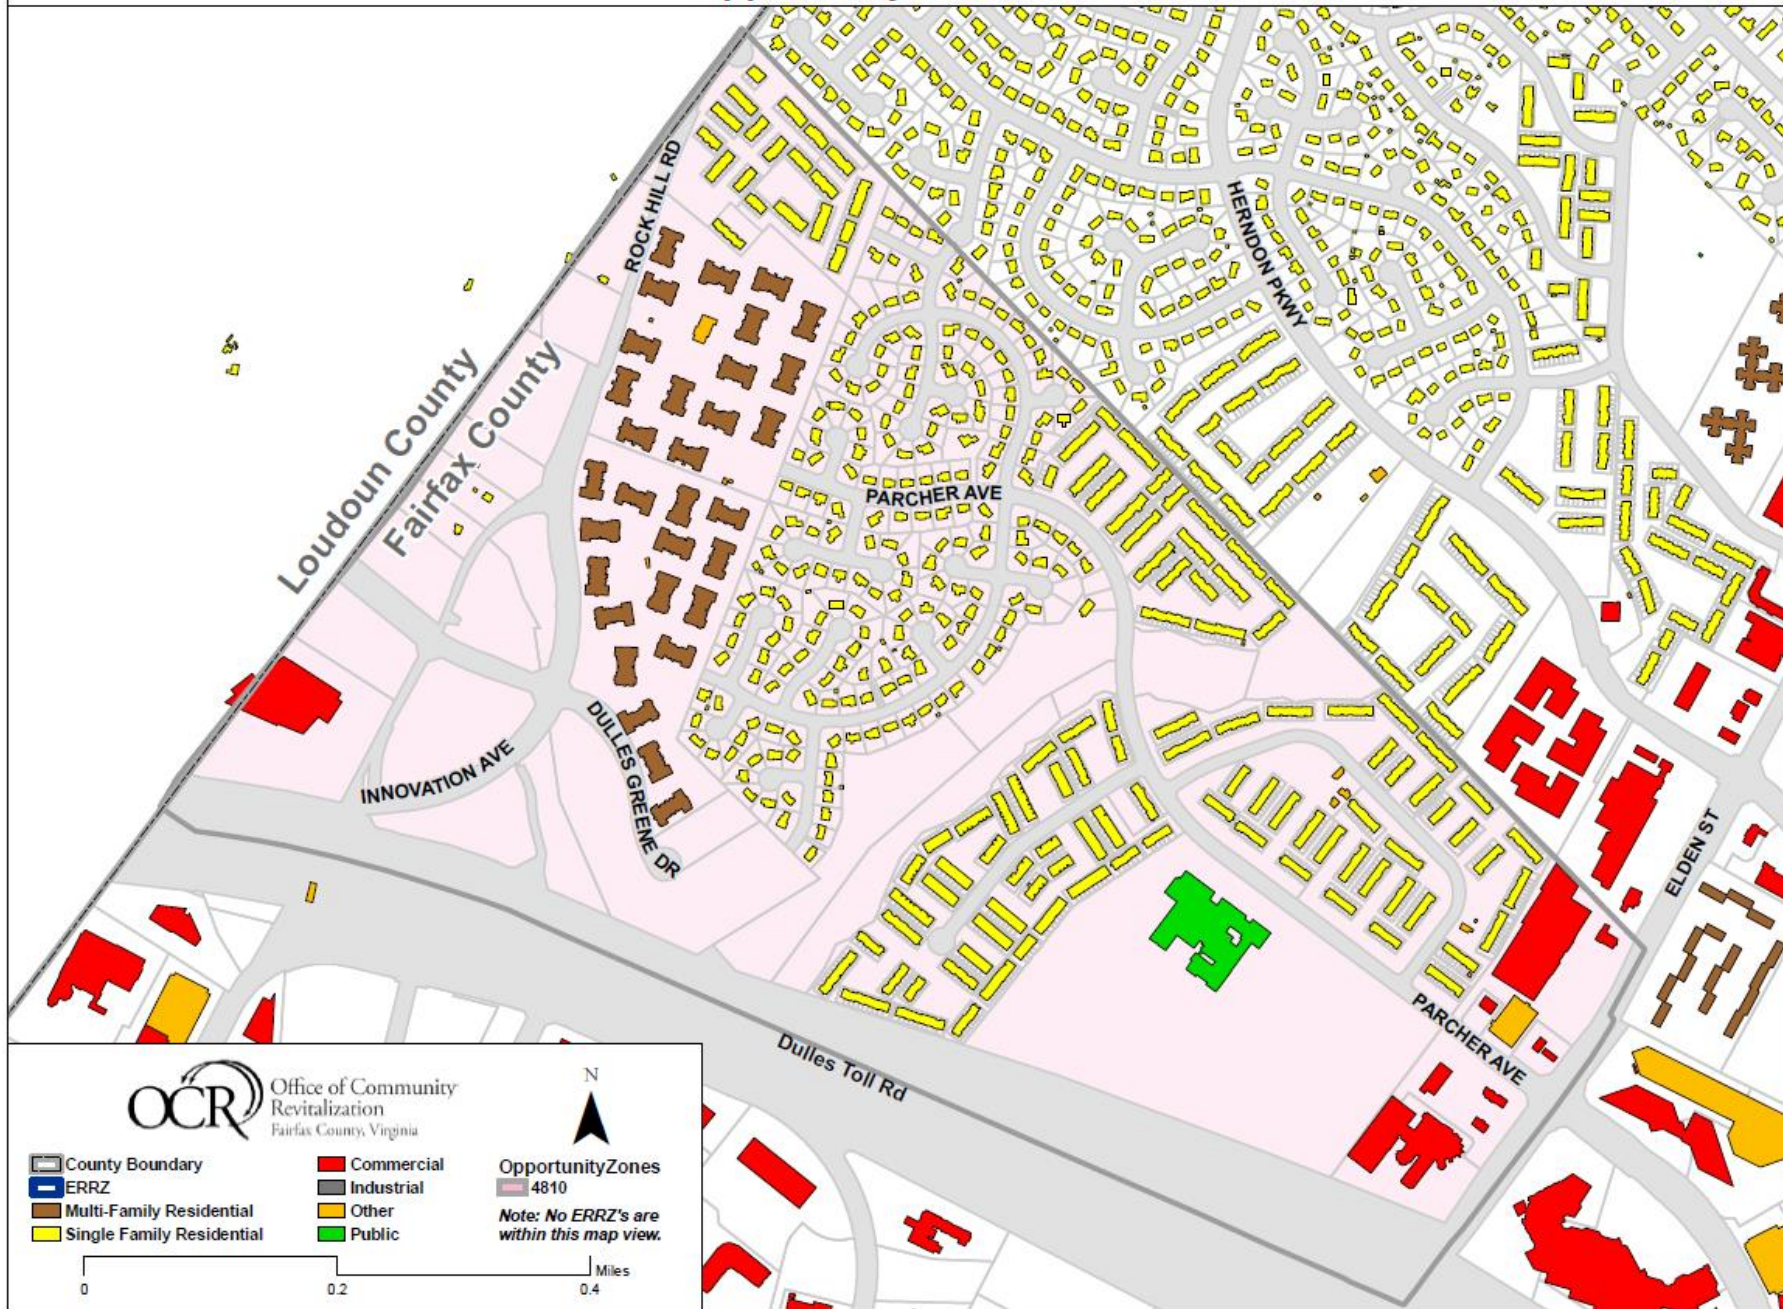 ROCK HILL RD
HERNDON PKWY
Loudoun County
Fairfax County
PARCHER AVE
DULLES GREENE DR
INNOVATION AVE
ELDEN ST
PARCHER AVE
Dulles Toll Rd
OCR
Office of Community
Revitalization
Fairfax County, Virginia
N
County Boundary
ERRZ
Multi-Family Residential
Single Family Residential
Commercial
Industrial
Other
Public
OpportunityZones
4810
Note: No ERRZ's are
within this map view.
0
0.2
0.4
Miles